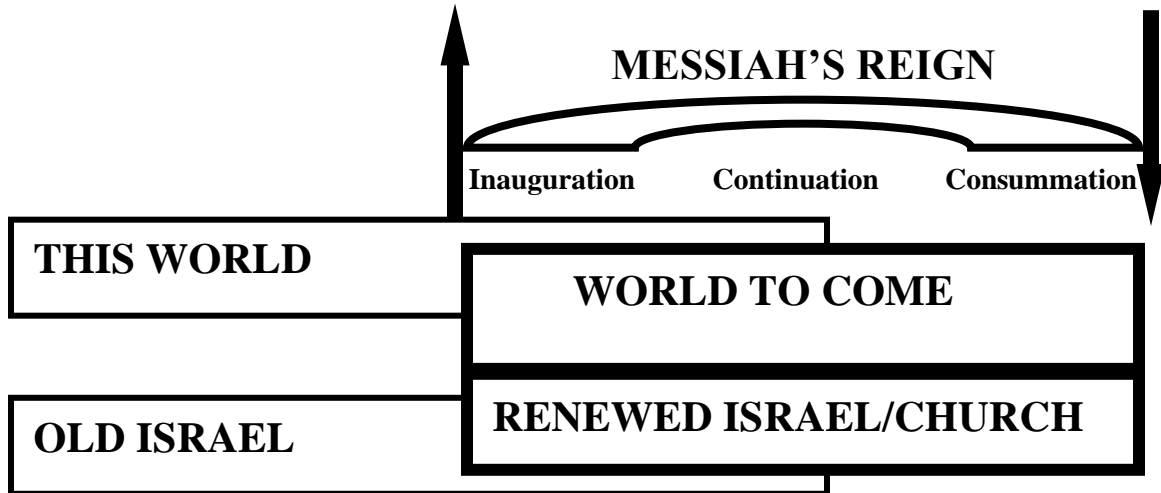 MESSIAH’S REIGN
Inauguration Continuation Consummation
THIS WORLD
WORLD TO COME
RENEWED ISRAEL/CHURCH
OLD ISRAEL